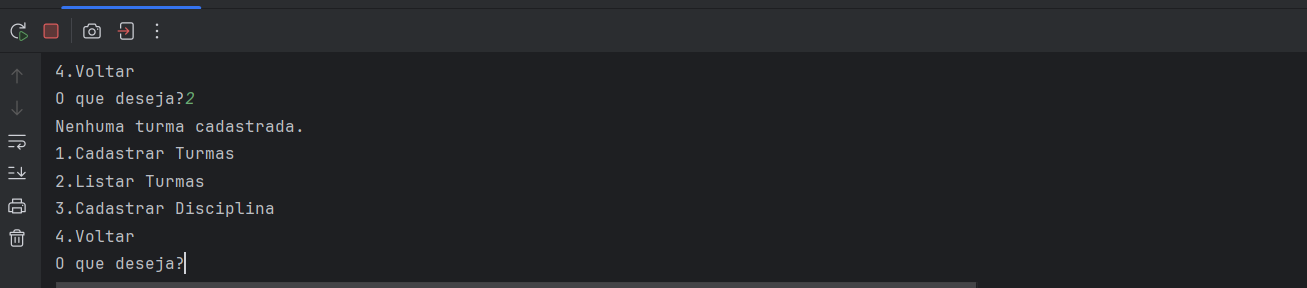 4.Voltar
O que deseja?2
Nenhuma turma cadastrada.
1.Cadastrar Turmas
2.Listar Turmas
3.Cadastrar Disciplina
4.Voltar
O que deseja?